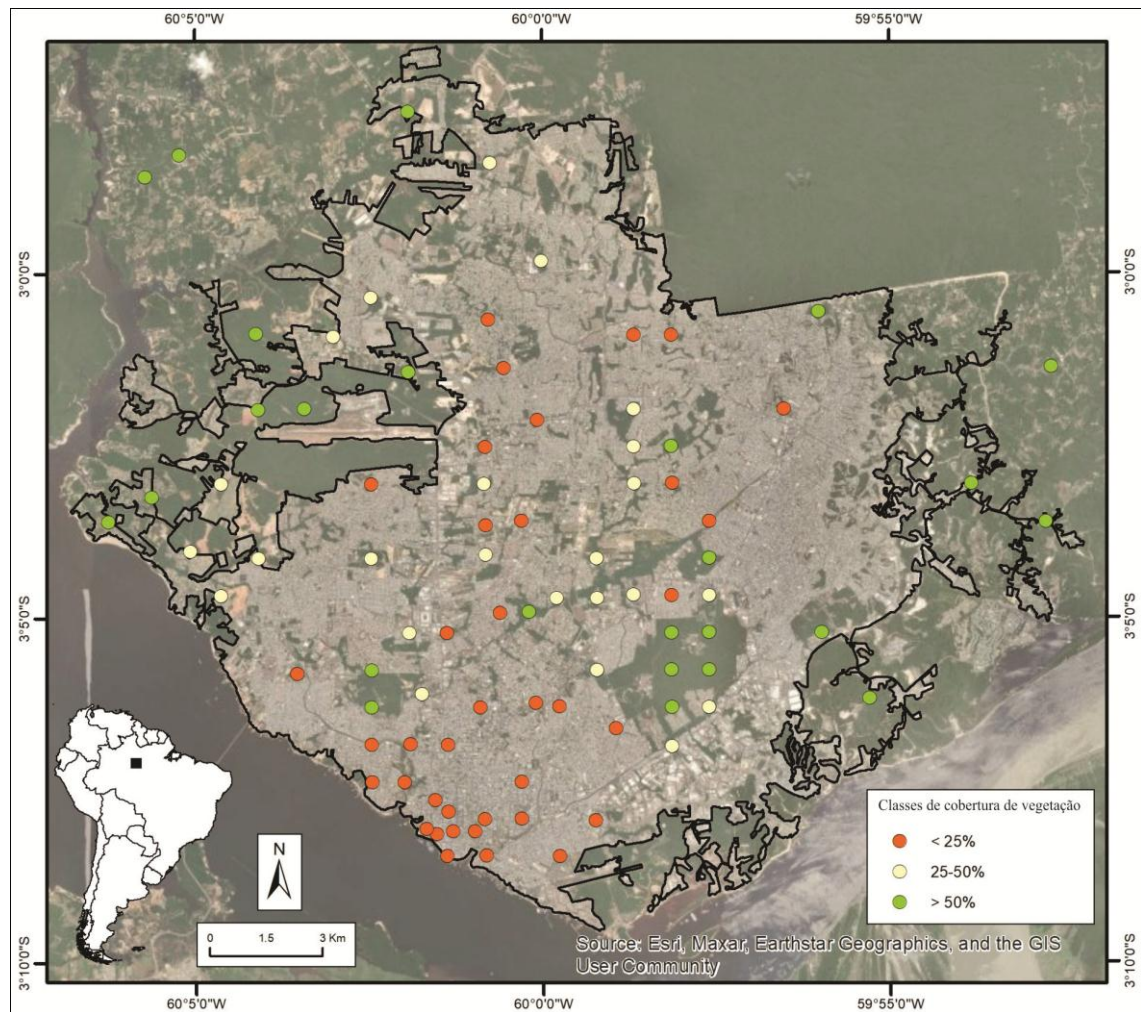 60°5'0"W 60°0'0"W 59°55'0"W
3°0'0"S 3°0'0"S
3°5'0"S 3°5'0"S
Classes de cobertura de vegetação
< 25%
25-50%
> 50%
N
0 1.5 3 Km
Source: Esri, Maxar, Earthstar Geographics, and the GIS
User Community
3°10'0"S 3°10'0"S
60°5'0"W 60°0'0"W 59°55'0"W